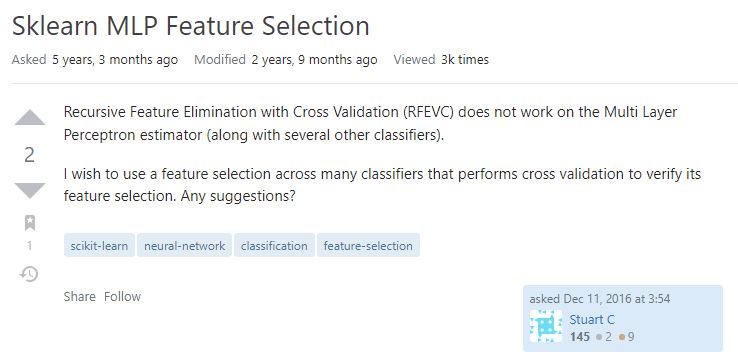 Sklearn MLP Feature Selection
Asked 5 years, 3 months ago Modified 2 years, 9 months ago Viewed 3k times
Recursive Feature Elimination with Cross Validation (RFEVC) does not work on the Multi Layer
Perceptron estimator (along with several other classifiers).
2
I wish to use a feature selection across many classifiers that performs cross validation to verify its
feature selection. Any suggestions?
1
scikit-learn neural-network classification feature-selection
Share Follow
asked Dec 11, 2016 at 3:54
Stuart C
145 2 9